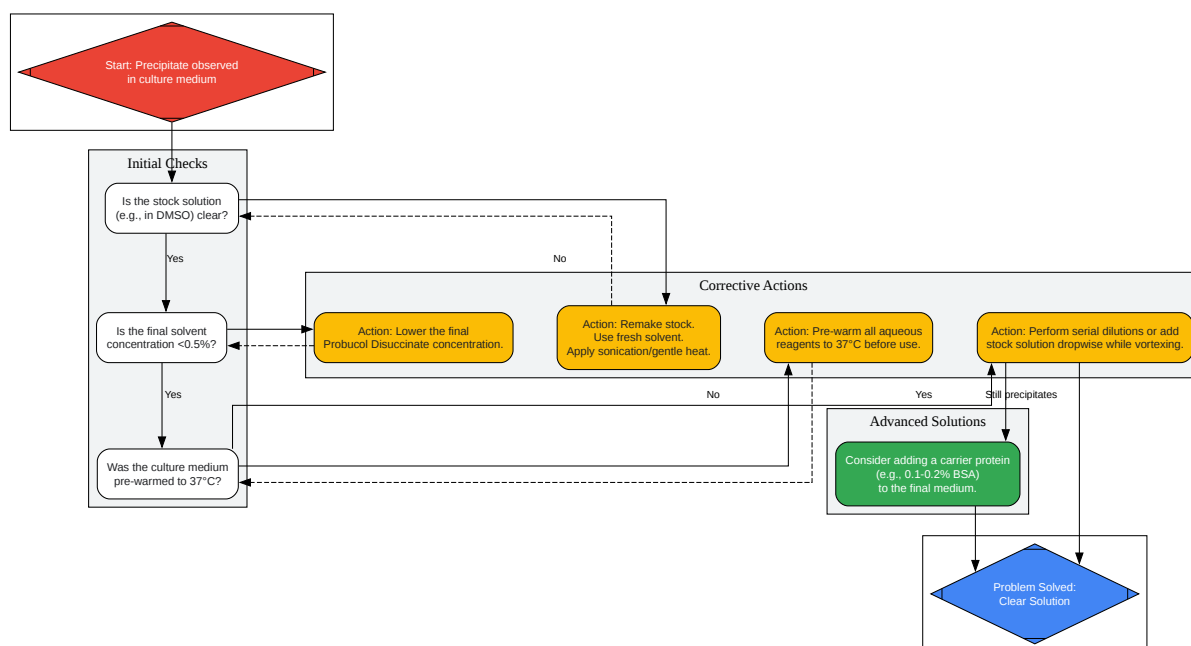 Start: Precipitate observed
in culture medium
Initial Checks
Is the stock solution
(e.g., in DMSO) clear?
Yes
No
Corrective Actions
Is the final solvent
concentration <0.5%?
Action: Lower the final
Probucol Disuccinate concentration.
Action: Remake stock.
Use fresh solvent.
Apply sonication/gentle heat.
Action: Pre-warm all aqueous
reagents to 37°C before use.
Action: Perform serial dilutions or add
stock solution dropwise while vortexing.
Yes
No
Yes
Still precipitates
Advanced Solutions
Was the culture medium
pre-warmed to 37°C?
Consider adding a carrier protein
(e.g., 0.1-0.2% BSA)
to the final medium.
Problem Solved:
Clear Solution